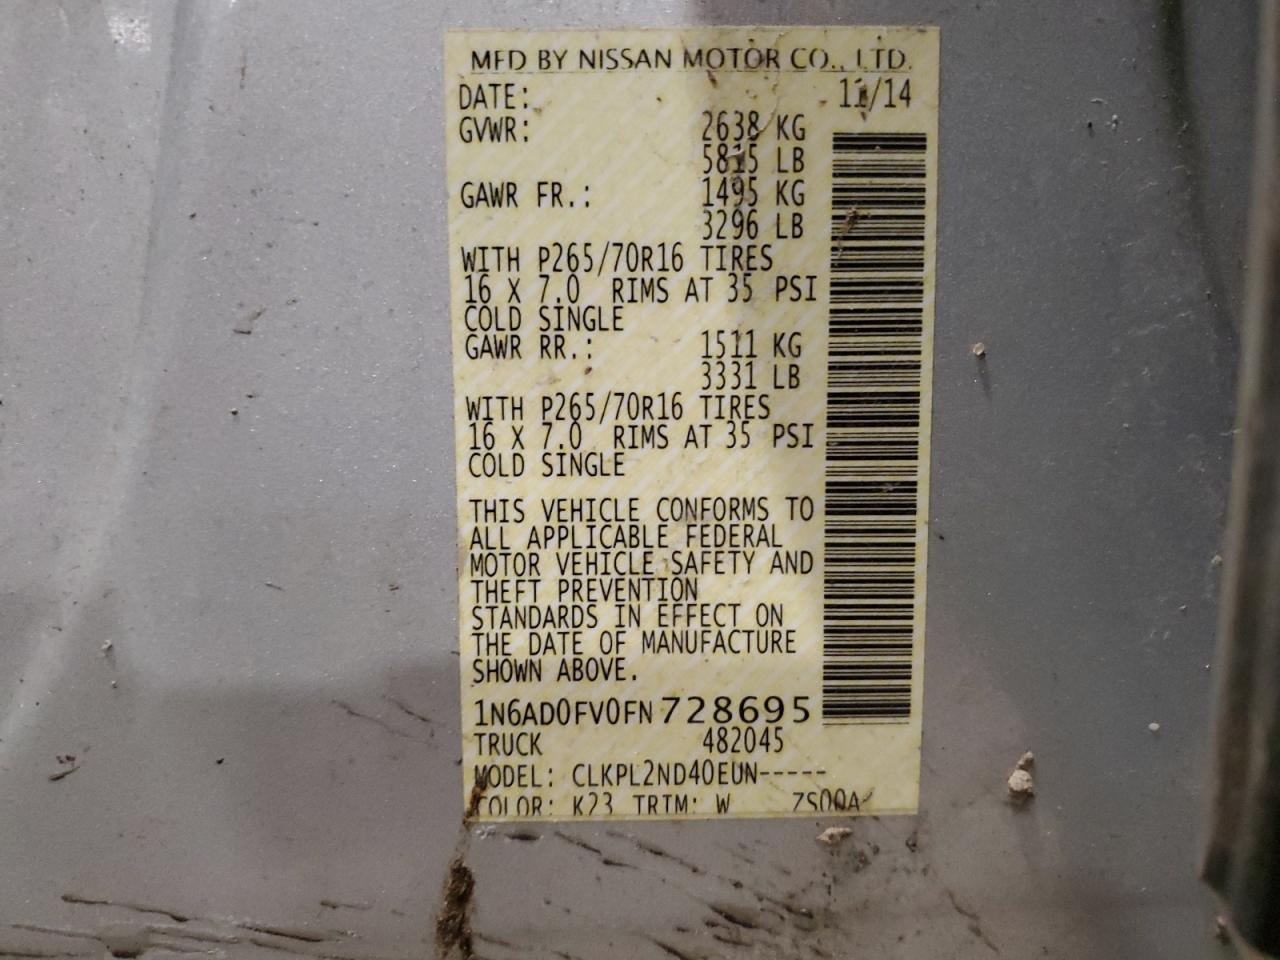 MFD BY NISSAN MOTOR CO., LTD.
DATE: 11/14
GVWR: 2638 KG
5815 LB
GAWR FR.: 1495 KG
3296 LB
WITH P265/70R16 TIRES
16 X 7.0 RIMS AT 35 PSI
COLD SINGLE
GAWR RR.: 1511 KG
3331 LB
WITH P265/70R16 TIRES
16 X 7.0 RIMS AT 35 PSI
COLD SINGLE
THIS VEHICLE CONFORMS TO
ALL APPLICABLE FEDERAL
MOTOR VEHICLE SAFETY AND
THEFT PREVENTION
STANDARDS IN EFFECT ON
THE DATE OF MANUFACTURE
SHOWN ABOVE.
1N6AD0FV0FN728695
TRUCK 482045
MODEL: CLKPL2ND40EUN-----
COLOR: K23 TRIM: W ZS00A